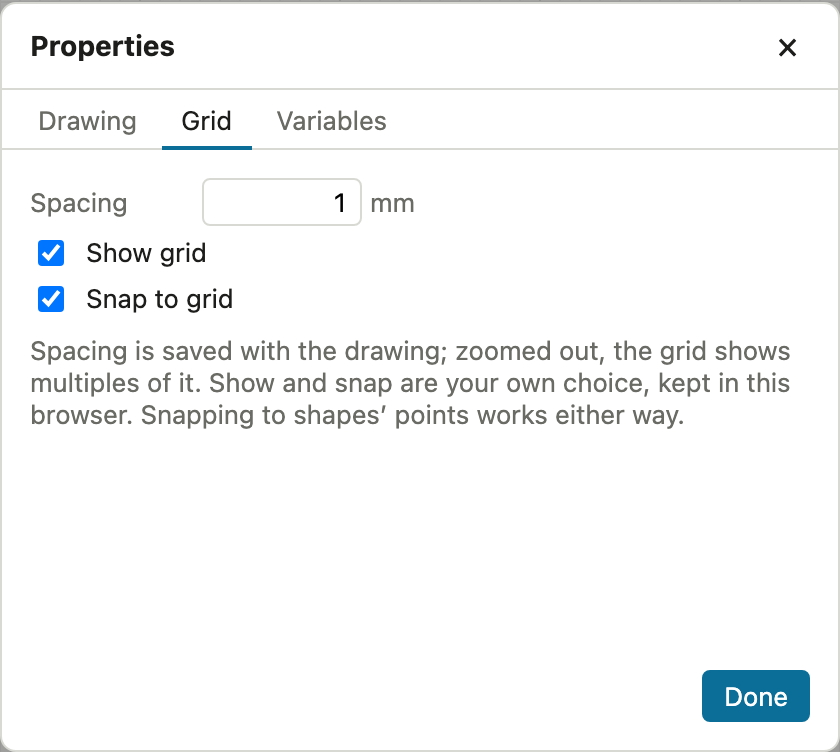 Properties
Drawing Grid Variables
Spacing 1 mm
Show grid
Snap to grid
Spacing is saved with the drawing; zoomed out, the grid shows
multiples of it. Show and snap are your own choice, kept in this
browser. Snapping to shapes’ points works either way.
Done